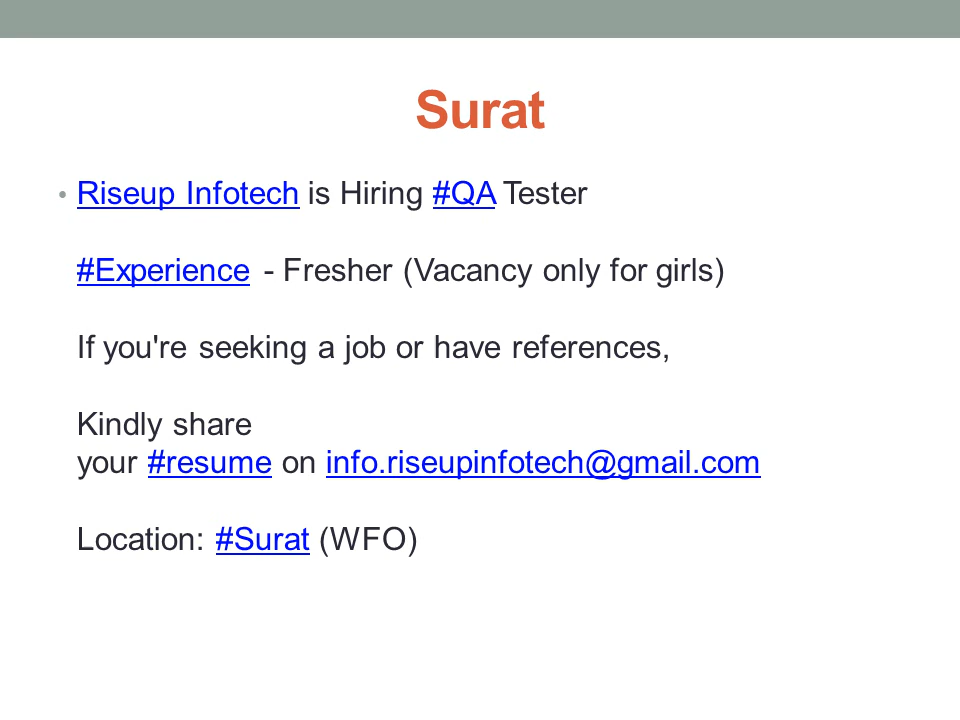 Surat
• Riseup Infotech is Hiring #QA Tester
#Experience - Fresher (Vacancy only for girls)
If you're seeking a job or have references,
Kindly share
your #resume on info.riseupinfotech@gmail.com
Location: #Surat (WFO)